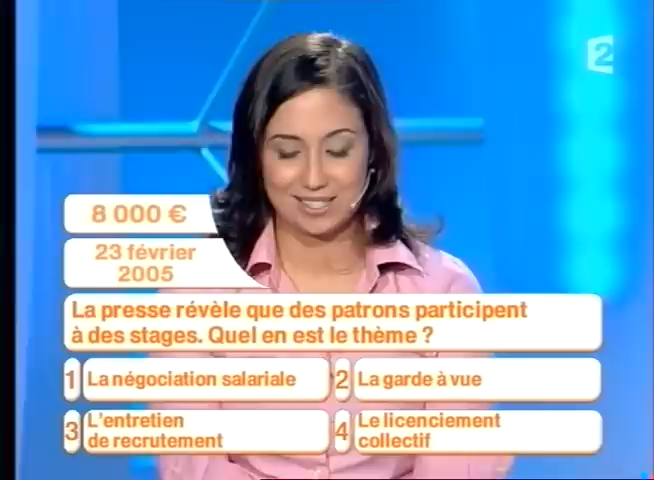 2
8 000 €
23 février
2005
La presse révèle que des patrons participent
à des stages. Quel en est le thème ?
1 La négociation salariale
2 La garde à vue
3 L'entretien
de recrutement
4 Le licenciement
collectif